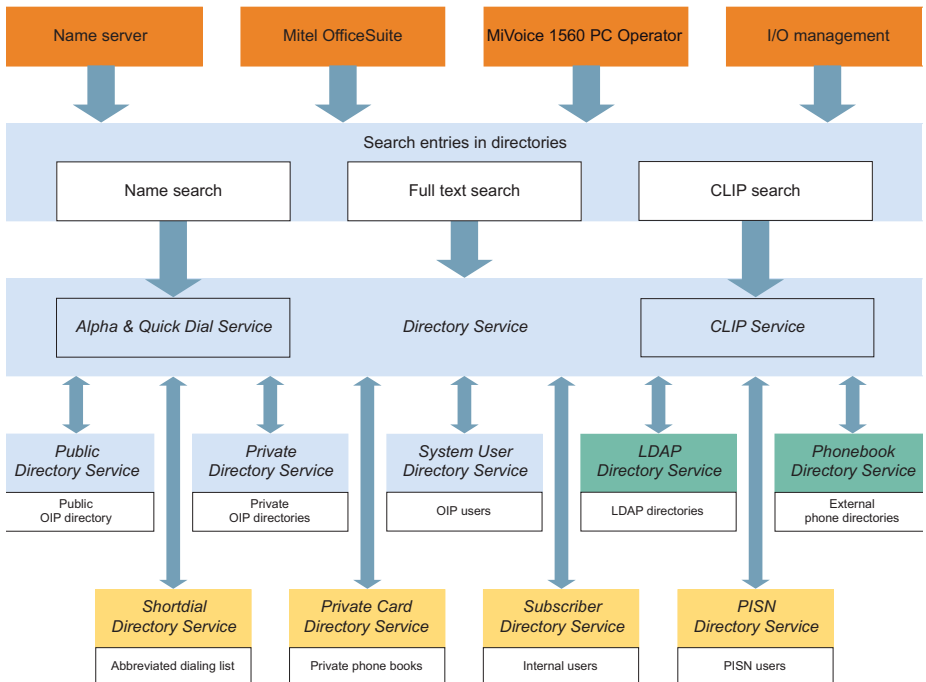 Name server
Mitel OfficeSuite
MiVoice 1560 PC Operator
I/O management
Search entries in directories
Name search
Full text search
CLIP search
Alpha & Quick Dial Service
Directory Service
CLIP Service
Public
Directory Service
Public
OIP directory
Private
Directory Service
Private
OIP directories
System User
Directory Service
OIP users
LDAP
Directory Service
LDAP directories
Phonebook
Directory Service
External
phone directories
Shortdial
Directory Service
Abbreviated dialing list
Private Card
Directory Service
Private phone books
Subscriber
Directory Service
Internal users
PISN
Directory Service
PISN users